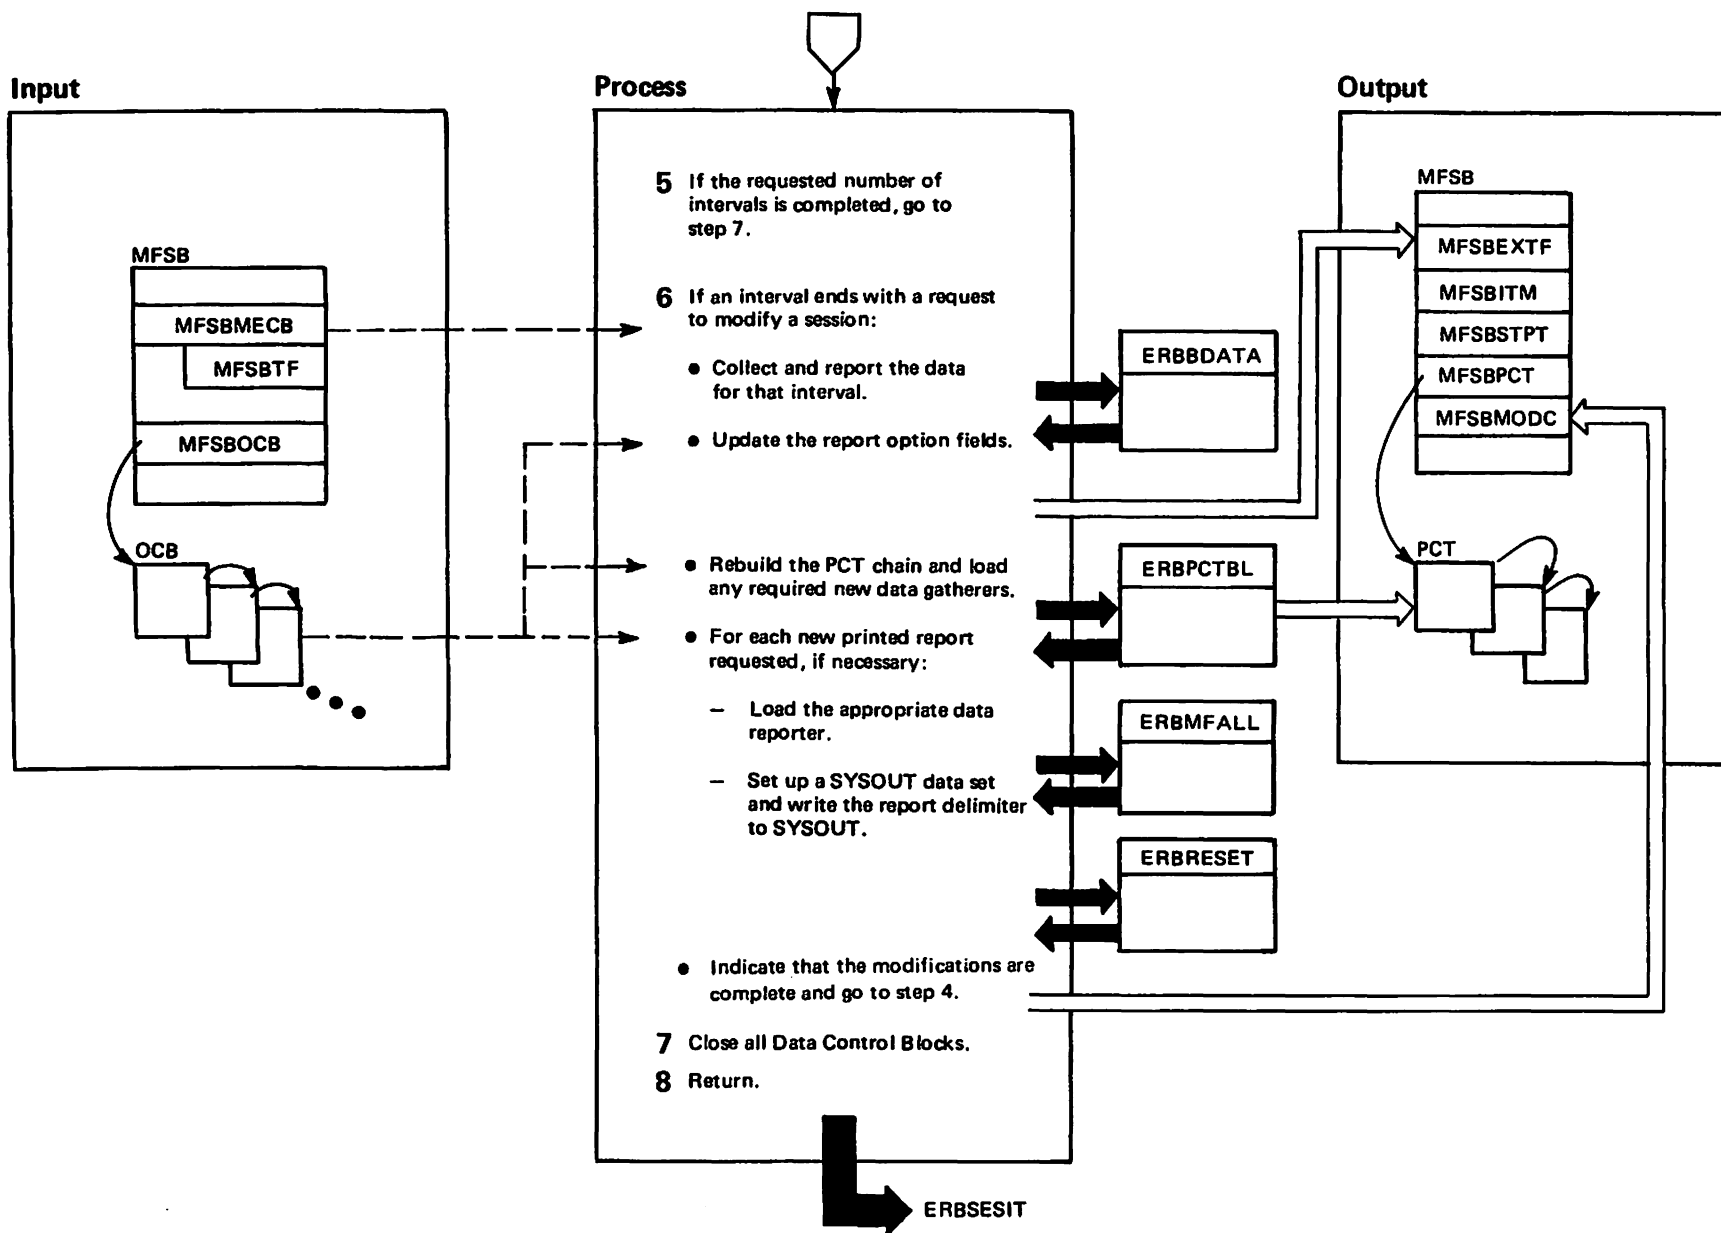 Input
Process
Output
MFSB
MFSBMECB
MFSBTF
MFSBOCB
OCB
5 If the requested number of
intervals is completed, go to
step 7.
6 If an interval ends with a request
to modify a session:
● Collect and report the data
for that interval.
● Update the report option fields.
● Rebuild the PCT chain and load
any required new data gatherers.
● For each new printed report
requested, if necessary:
– Load the appropriate data
reporter.
– Set up a SYSOUT data set
and write the report delimiter
to SYSOUT.
● Indicate that the modifications are
complete and go to step 4.
7 Close all Data Control Blocks.
8 Return.
ERBSESIT
ERBBDATA
ERBPCTBL
ERBMFALL
ERBRESET
MFSB
MFSBEXTF
MFSBITM
MFSBSTPT
MFSBPCT
MFSBMODC
PCT